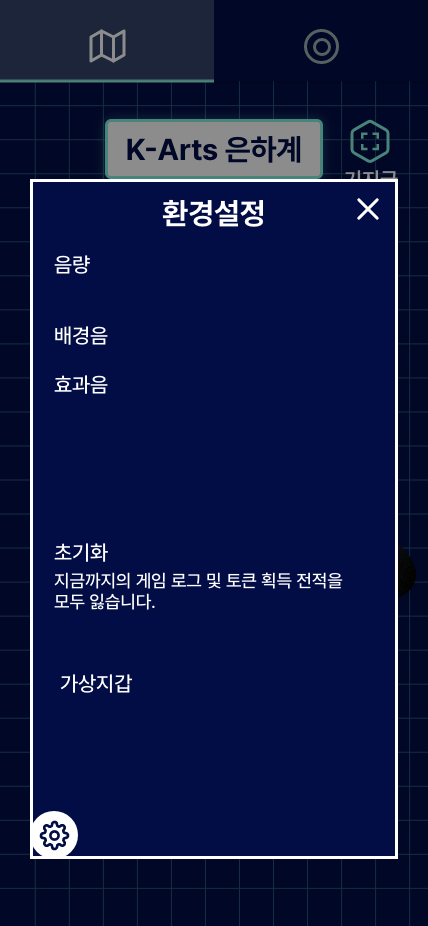 K-Arts 은하계
환경설정
음량
배경음
효과음
초기화
지금까지의 게임 로그 및 토큰 획득 전적을
모두 잃습니다.
가상지갑